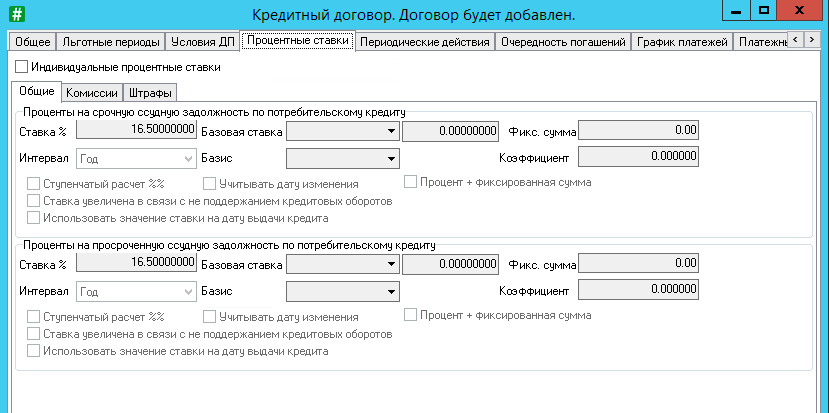 Кредитный договор. Договор будет добавлен.
Общее Льготные периоды Условия ДП Процентные ставки Периодические действия Очередность погашений График платежей Платежны
Индивидуальные процентные ставки
Общие Комиссии Штрафы
Проценты на срочную ссудную задолжность по потребительскому кредиту
Ставка % 16.50000000 Базовая ставка 0.00000000 Фикс. сумма 0.00
Интервал Год Базис Коэффициент 0.000000
Ступенчатый расчет %% Учитывать дату изменения Процент + фиксированная сумма
Ставка увеличена в связи с не поддержанием кредитовых оборотов
Использовать значение ставки на дату выдачи кредита
Проценты на просроченную ссудную задолжность по потребительскому кредиту
Ставка % 16.50000000 Базовая ставка 0.00000000 Фикс. сумма 0.00
Интервал Год Базис Коэффициент 0.000000
Ступенчатый расчет %% Учитывать дату изменения Процент + фиксированная сумма
Ставка увеличена в связи с не поддержанием кредитовых оборотов
Использовать значение ставки на дату выдачи кредита